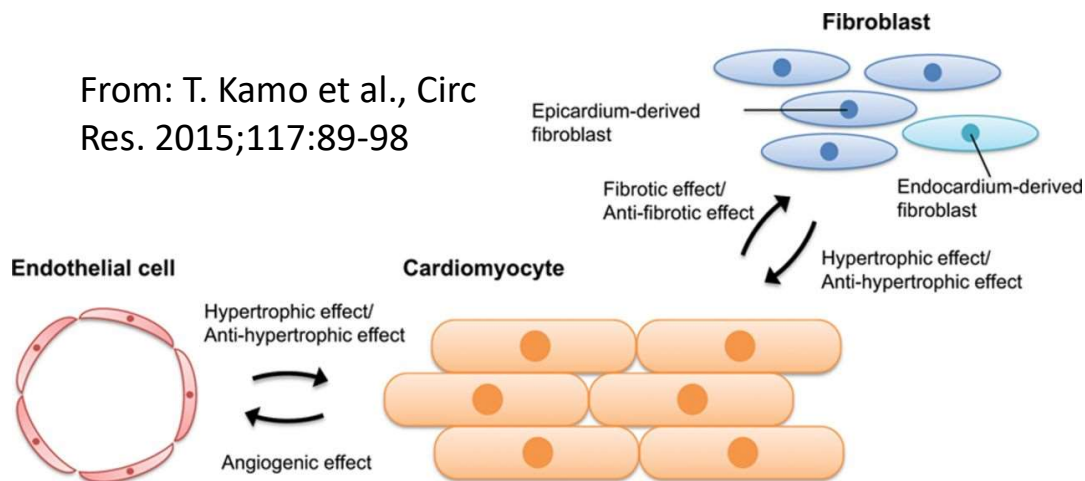 Fibroblast
From: T. Kamo et al., Circ
Res. 2015;117:89-98
Epicardium-derived
fibroblast
Endocardium-derived
fibroblast
Fibrotic effect/
Anti-fibrotic effect
Hypertrophic effect/
Anti-hypertrophic effect
Endothelial cell
Cardiomyocyte
Hypertrophic effect/
Anti-hypertrophic effect
Angiogenic effect